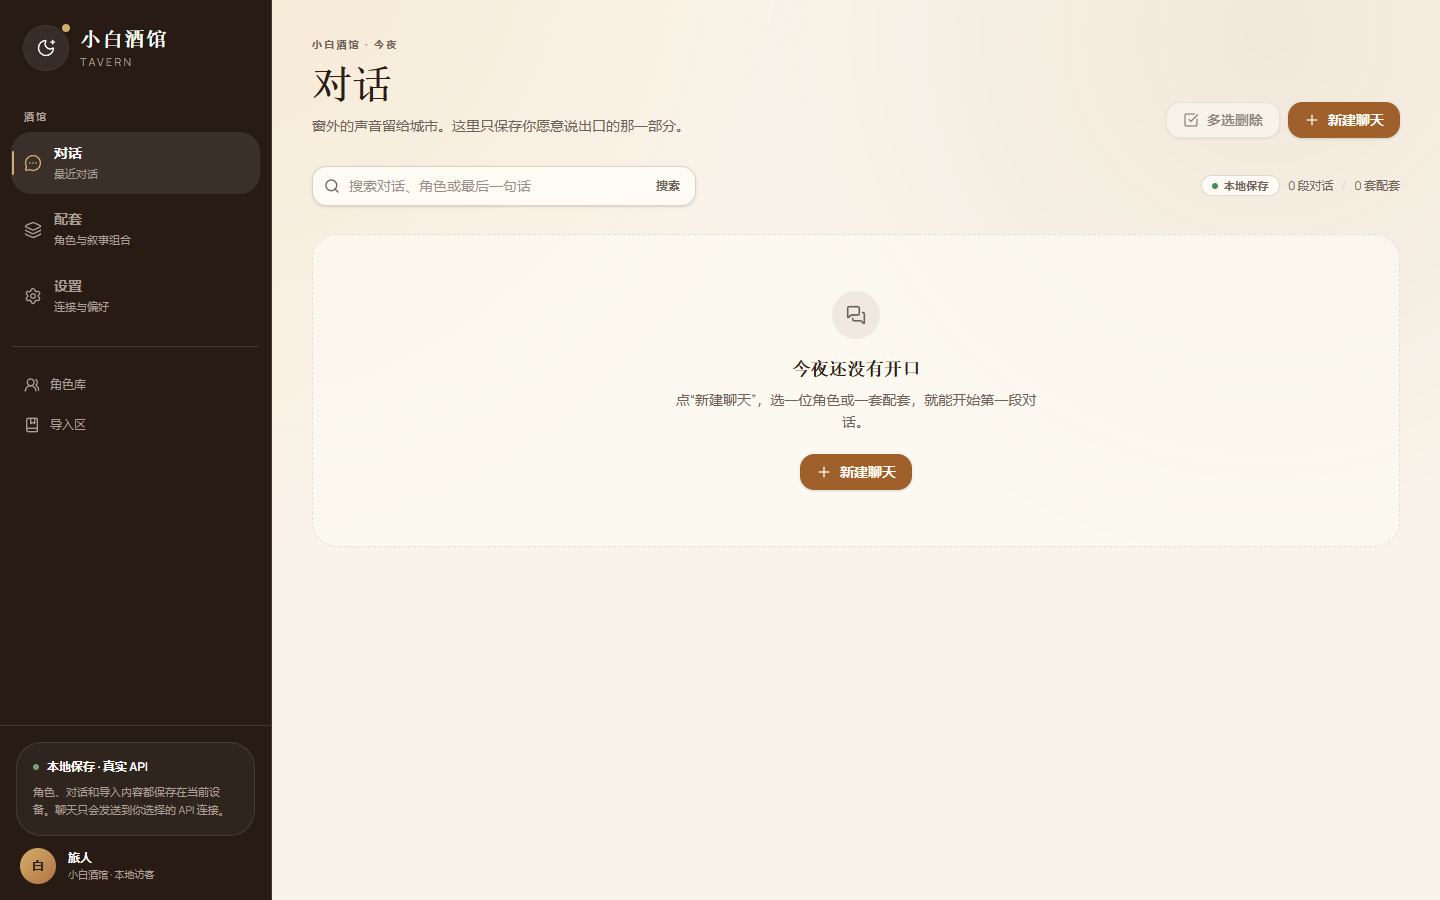 小白酒馆
TAVERN
酒馆
对话
最近对话
配套
角色与叙事组合
设置
连接与偏好
角色库
导入区
本地保存 · 真实 API
角色、对话和导入内容都保存在当前设
备。聊天只会发送到你选择的 API 连接。
白
旅人
小白酒馆 · 本地访客
小白酒馆 · 今夜
对话
窗外的声音留给城市。这里只保存你愿意说出口的那一部分。
多选删除
新建聊天
搜索对话、角色或最后一句话
搜索
本地保存
0 段对话 / 0 套配套
今夜还没有开口
点“新建聊天”，选一位角色或一套配套，就能开始第一段对
话。
新建聊天